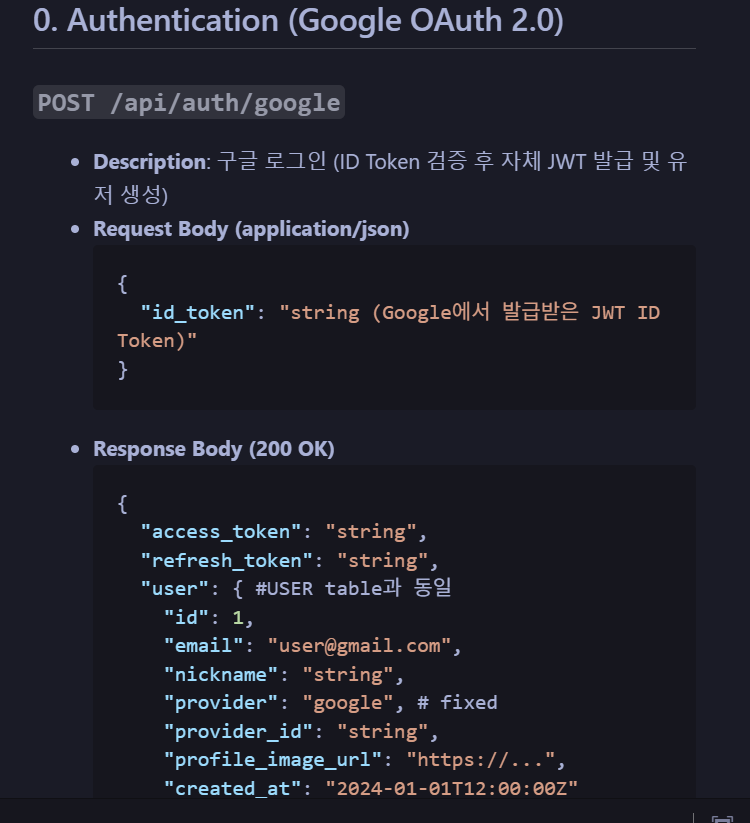 0. Authentication (Google OAuth 2.0)
POST /api/auth/google
• Description: 구글 로그인 (ID Token 검증 후 자체 JWT 발급 및 유
저 생성)
• Request Body (application/json)
{
"id_token": "string (Google에서 발급받은 JWT ID
Token)"
}
• Response Body (200 OK)
{
"access_token": "string",
"refresh_token": "string",
"user": { #USER table과 동일
"id": 1,
"email": "user@gmail.com",
"nickname": "string",
"provider": "google", # fixed
"provider_id": "string",
"profile_image_url": "https://...",
"created_at": "2024-01-01T12:00:00Z"